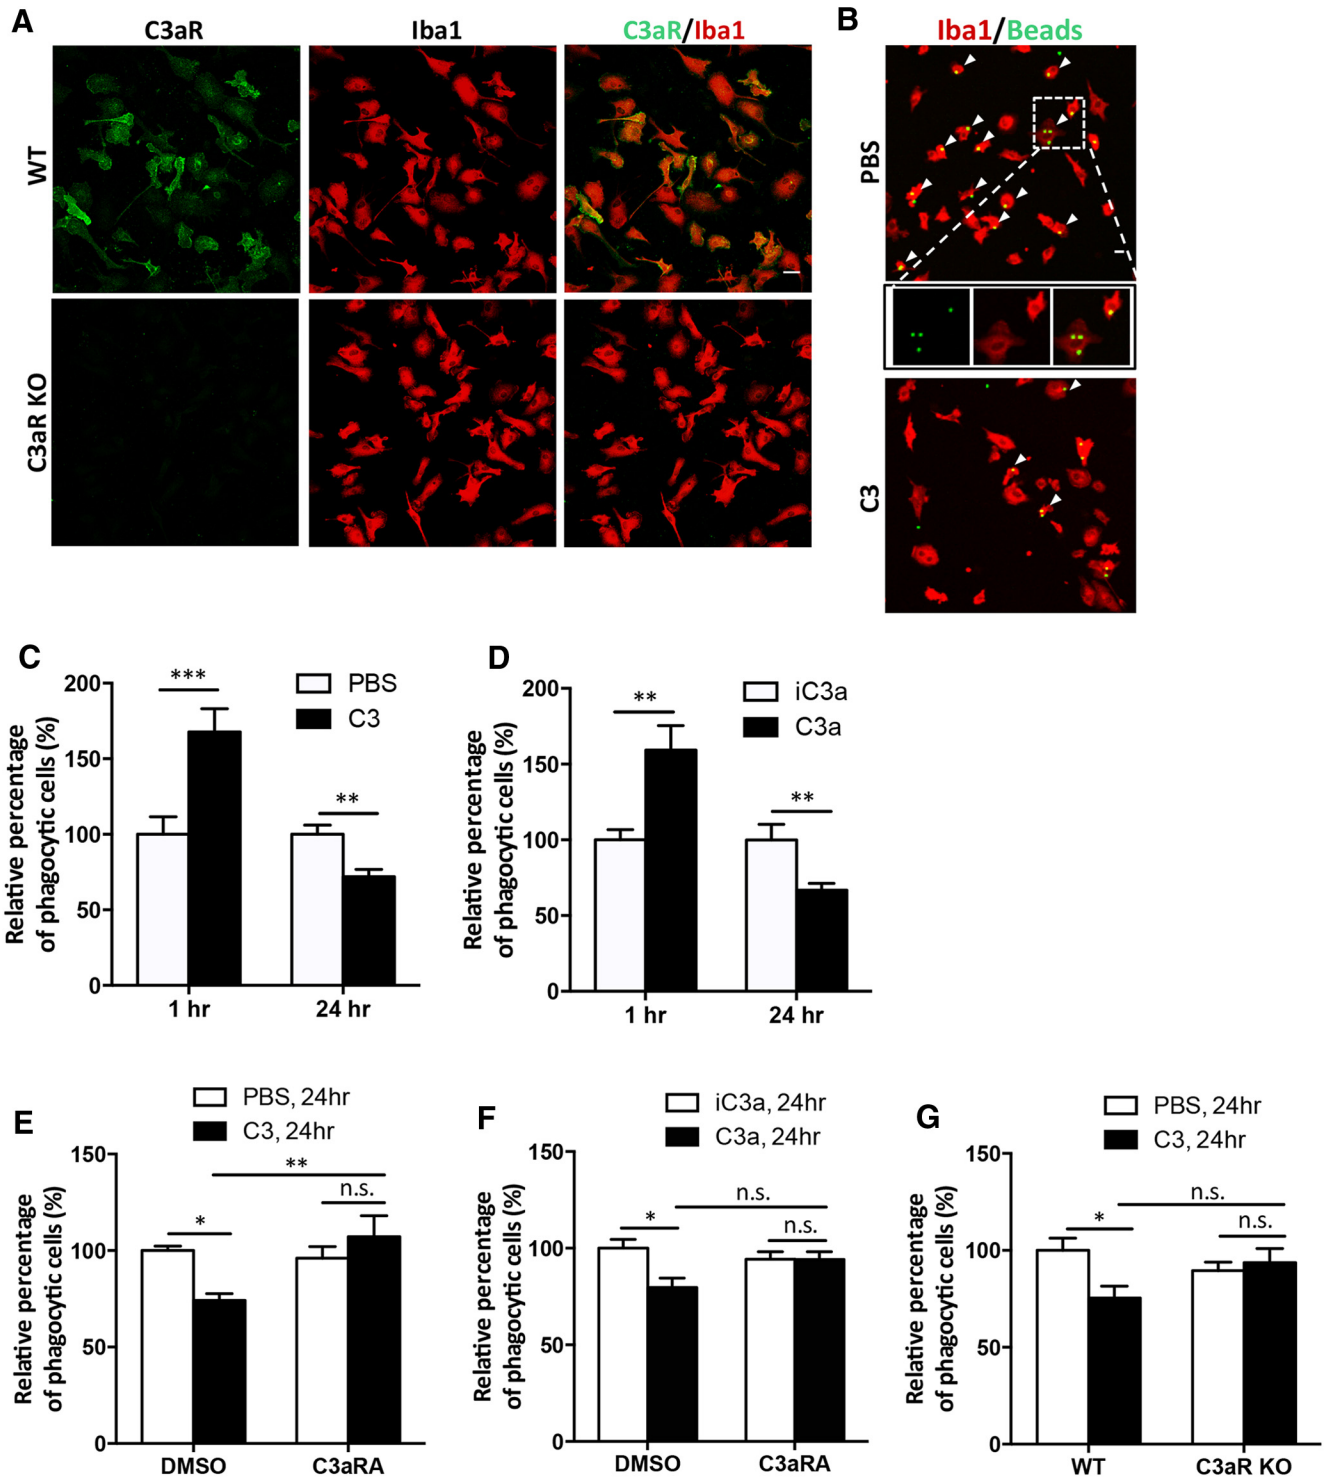 A
C3aR
Iba1
C3aR/Iba1
WT
C3aR KO
B
Iba1/Beads
PBS
C3
C
Relative percentage
of phagocytic cells (%)
200
150
100
50
0
***
**
PBS
C3
1 hr
24 hr
D
Relative percentage
of phagocytic cells (%)
200
150
100
50
0
**
**
iC3a
C3a
1 hr
24 hr
E
PBS, 24hr
C3, 24hr
Relative percentage
of phagocytic cells (%)
150
100
50
0
**
n.s.
*
DMSO
C3aRA
F
iC3a, 24hr
C3a, 24hr
Relative percentage
of phagocytic cells (%)
150
100
50
0
n.s.
*
n.s.
DMSO
C3aRA
G
PBS, 24hr
C3, 24hr
Relative percentage
of phagocytic cells (%)
150
100
50
0
n.s.
*
n.s.
WT
C3aR KO